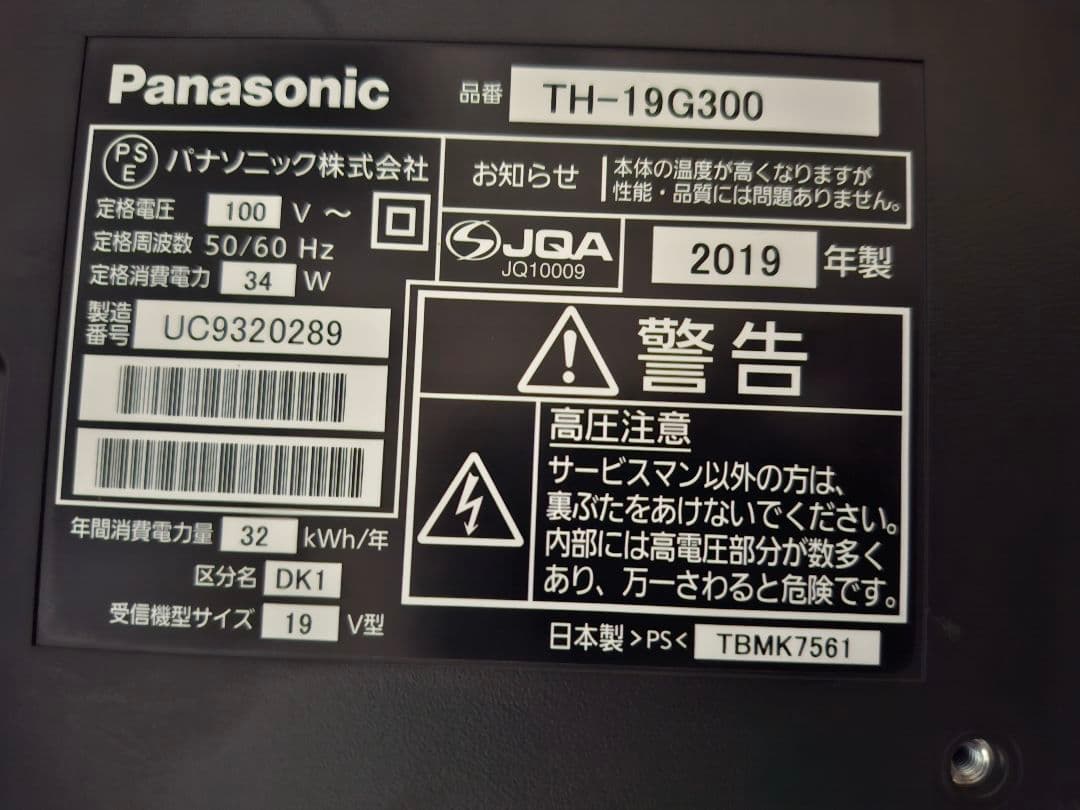 Panasonic
品番 TH-19G300
PSE パナソニック株式会社
定格電圧 100 V ～
定格周波数 50/60 Hz
定格消費電力 34 W
製造番号 UC9320289
お知らせ
本体の温度が高くなりますが
性能・品質には問題ありません。
JQA
JQ10009
2019 年製
警告
高圧注意
サービスマン以外の方は、
裏ぶたをあけないでください。
内部には高電圧部分が数多く
あり、万一さわると危険です。
年間消費電力量 32 kWh/年
区分名 DK1
受信機型サイズ 19 V型
日本製 >PS< TBMK7561